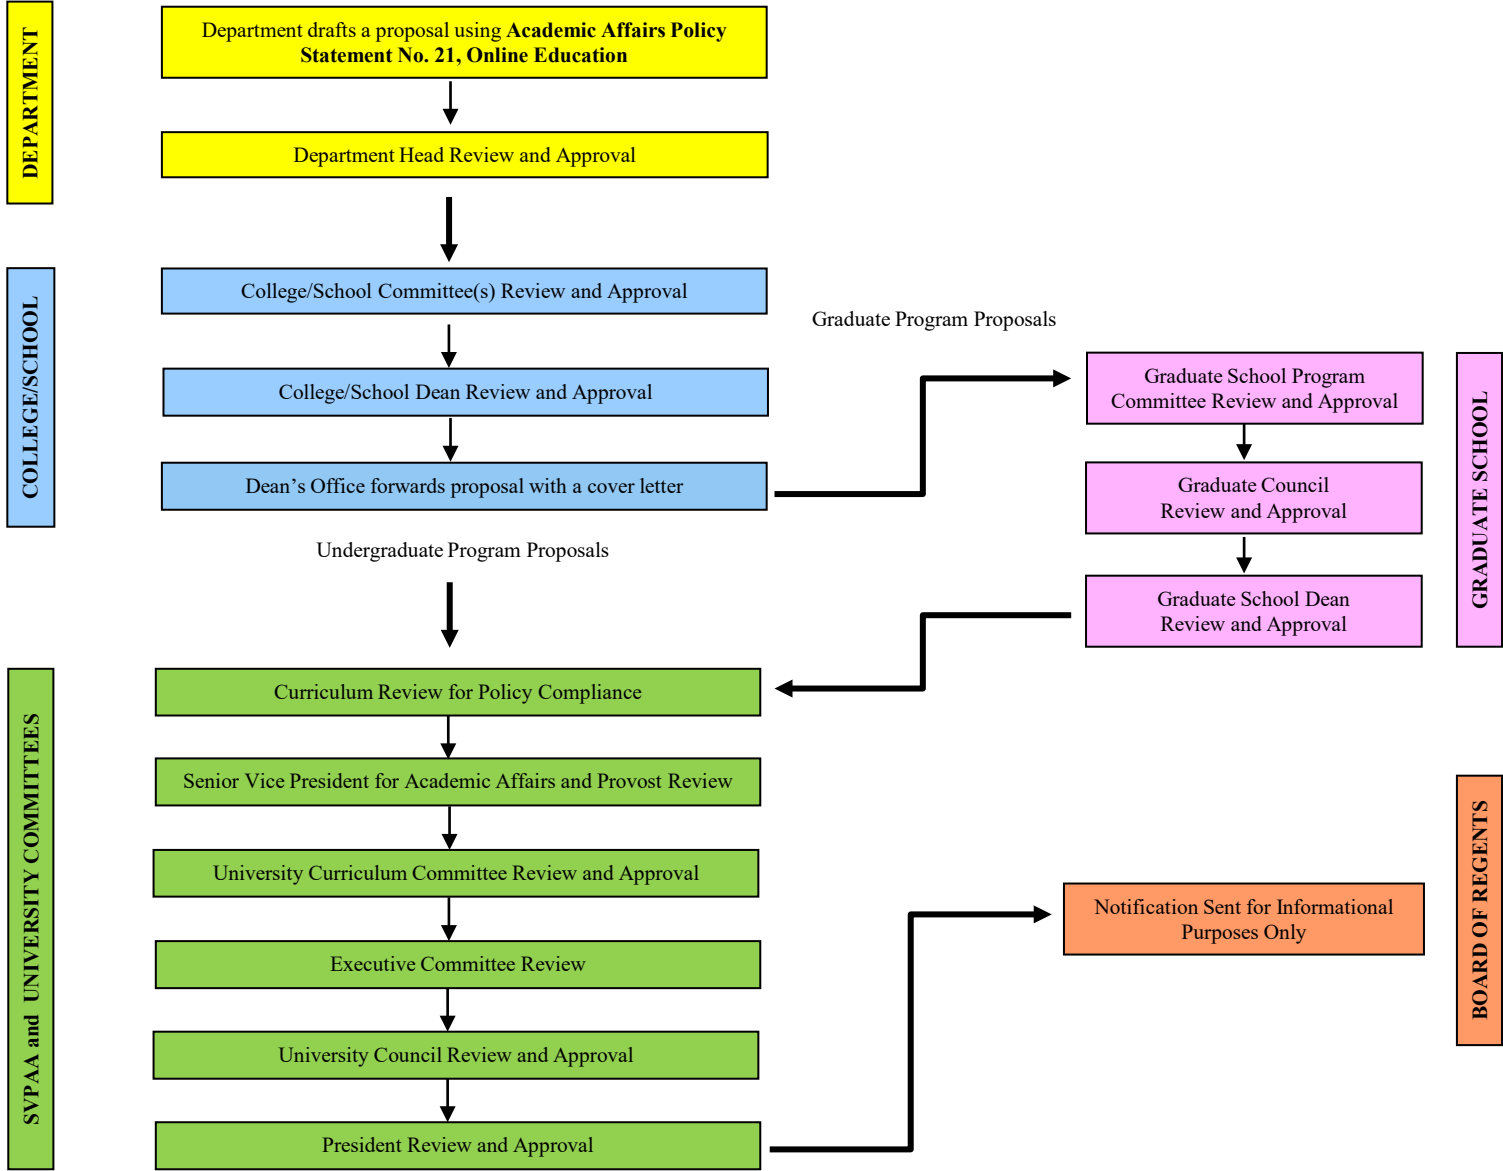 DEPARTMENT
Department drafts a proposal using Academic Affairs Policy
Statement No. 21, Online Education
Department Head Review and Approval
COLLEGE/SCHOOL
College/School Committee(s) Review and Approval
College/School Dean Review and Approval
Dean’s Office forwards proposal with a cover letter
Graduate Program Proposals
GRADUATE SCHOOL
Graduate School Program
Committee Review and Approval
Graduate Council
Review and Approval
Graduate School Dean
Review and Approval
Undergraduate Program Proposals
SVPAA and UNIVERSITY COMMITTEES
Curriculum Review for Policy Compliance
Senior Vice President for Academic Affairs and Provost Review
University Curriculum Committee Review and Approval
Executive Committee Review
University Council Review and Approval
President Review and Approval
BOARD OF REGENTS
Notification Sent for Informational
Purposes Only